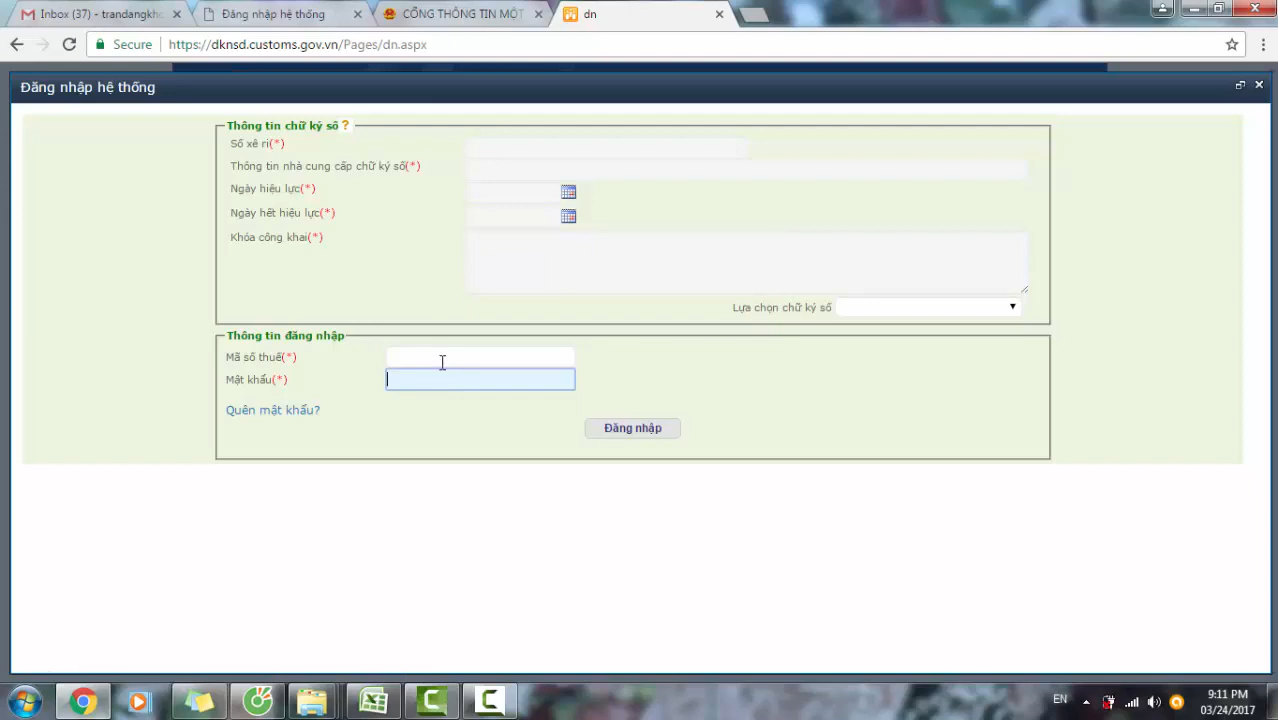 Inbox (37) - trandangkho
Đăng nhập hệ thống
CỔNG THÔNG TIN MỘT
dn
Secure
https://dknsd.customs.gov.vn/Pages/dn.aspx
Đăng nhập hệ thống
Thông tin chữ ký số ?
Số xê ri(*)
Thông tin nhà cung cấp chữ ký số(*)
Ngày hiệu lực(*)
Ngày hết hiệu lực(*)
Khóa công khai(*)
Lựa chọn chữ ký số
Thông tin đăng nhập
Mã số thuế(*)
Mật khẩu(*)
Quên mật khẩu?
Đăng nhập
EN
9:11 PM
03/24/2017